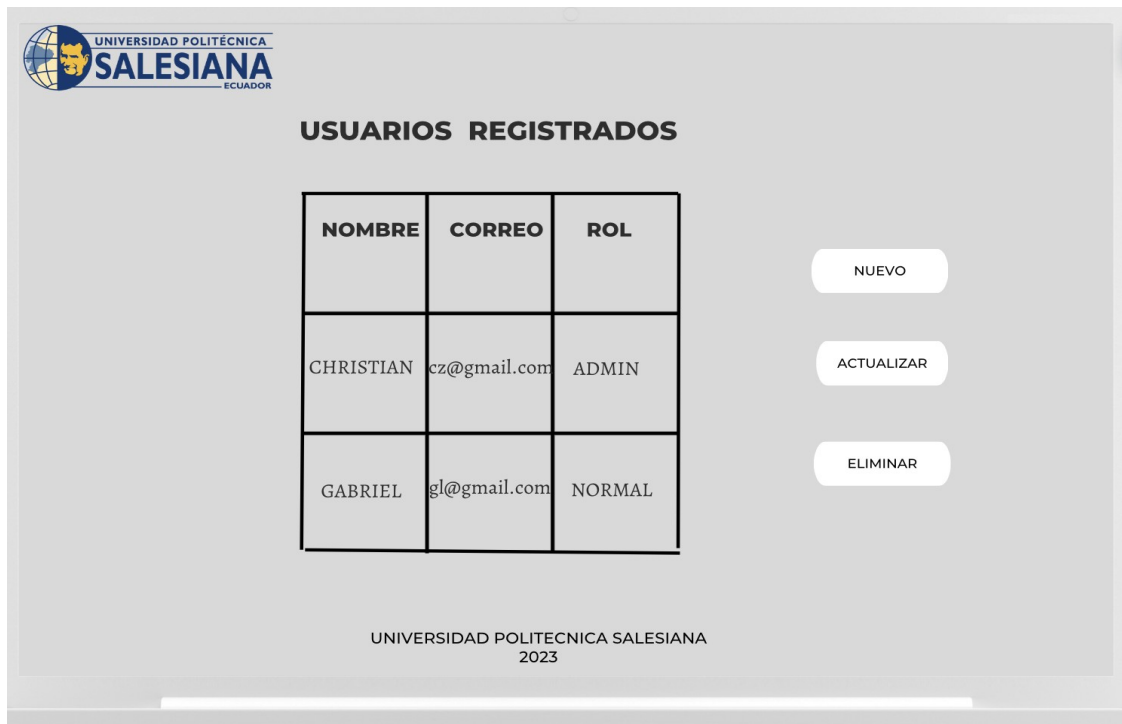 UNIVERSIDAD POLITÉCNICA
SALESIANA
ECUADOR
USUARIOS REGISTRADOS
NOMBRE CORREO ROL
NUEVO
CHRISTIAN cz@gmail.com ADMIN
ACTUALIZAR
GABRIEL gl@gmail.com NORMAL
ELIMINAR
UNIVERSIDAD POLITECNICA SALESIANA
2023